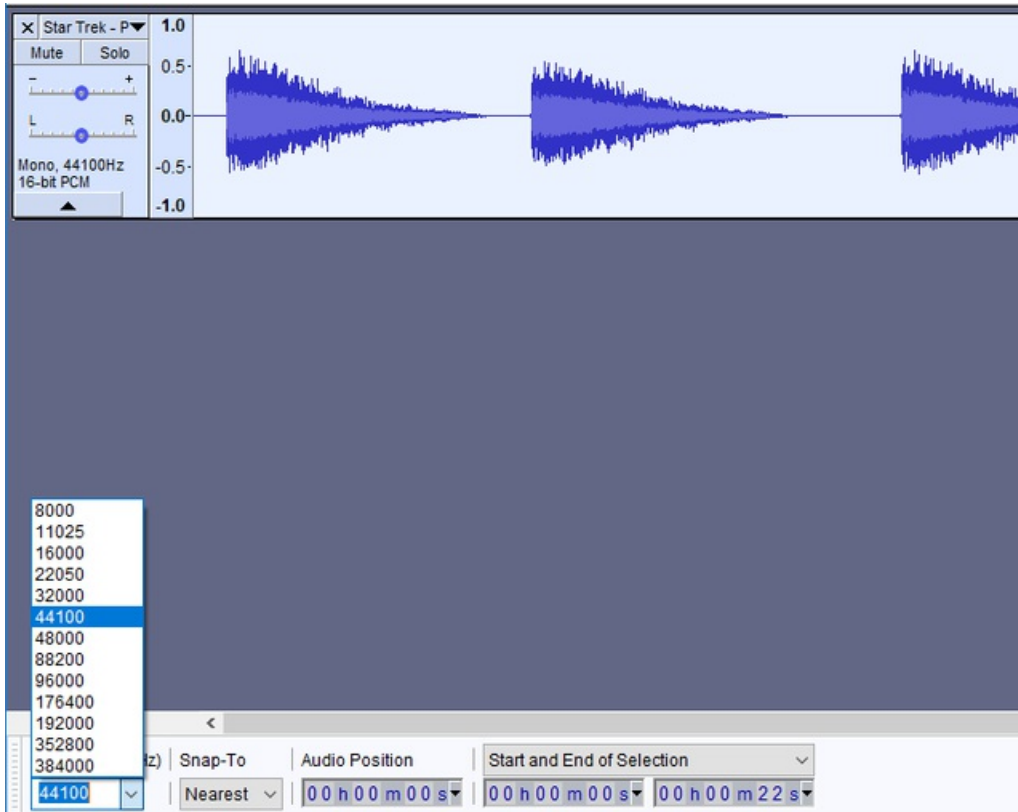 × Star Trek - P▼ 1.0
Mute Solo 0.5-
- +
L R 0.0-
Mono, 44100Hz -0.5-
16-bit PCM
-1.0
8000
11025
16000
22050
32000
44100
48000
88200
96000
176400
192000
352800
384000
Hz) Snap-To Audio Position Start and End of Selection
44100 Nearest 00 h 00 m 00 s 00 h 00 m 00 s 00 h 00 m 22 s